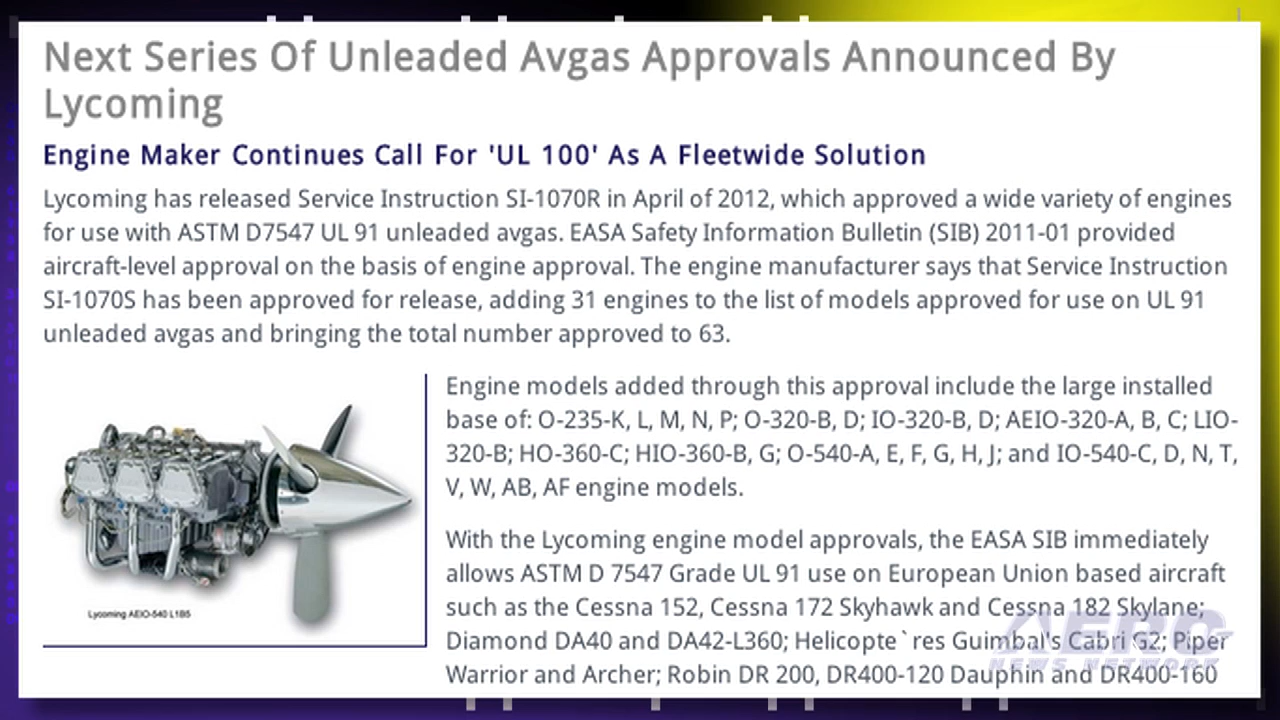 Next Series Of Unleaded Avgas Approvals Announced By
Lycoming
Engine Maker Continues Call For 'UL 100' As A Fleetwide Solution
Lycoming has released Service Instruction SI-1070R in April of 2012, which approved a wide variety of engines
for use with ASTM D7547 UL 91 unleaded avgas. EASA Safety Information Bulletin (SIB) 2011-01 provided
aircraft-level approval on the basis of engine approval. The engine manufacturer says that Service Instruction
SI-1070S has been approved for release, adding 31 engines to the list of models approved for use on UL 91
unleaded avgas and bringing the total number approved to 63.
Engine models added through this approval include the large installed
base of: O-235-K, L, M, N, P; O-320-B, D; IO-320-B, D; AEIO-320-A, B, C; LIO-
320-B; HO-360-C; HIO-360-B, G; O-540-A, E, F, G, H, J; and IO-540-C, D, N, T,
V, W, AB, AF engine models.
Lycoming AEIO-540 L1B5
With the Lycoming engine model approvals, the EASA SIB immediately
allows ASTM D 7547 Grade UL 91 use on European Union based aircraft
such as the Cessna 152, Cessna 172 Skyhawk and Cessna 182 Skylane;
Diamond DA40 and DA42-L360; Helicopte`res Guimbal's Cabri G2; Piper
Warrior and Archer; Robin DR 200, DR400-120 Dauphin and DR400-160
AERO
NEWS NETWORK